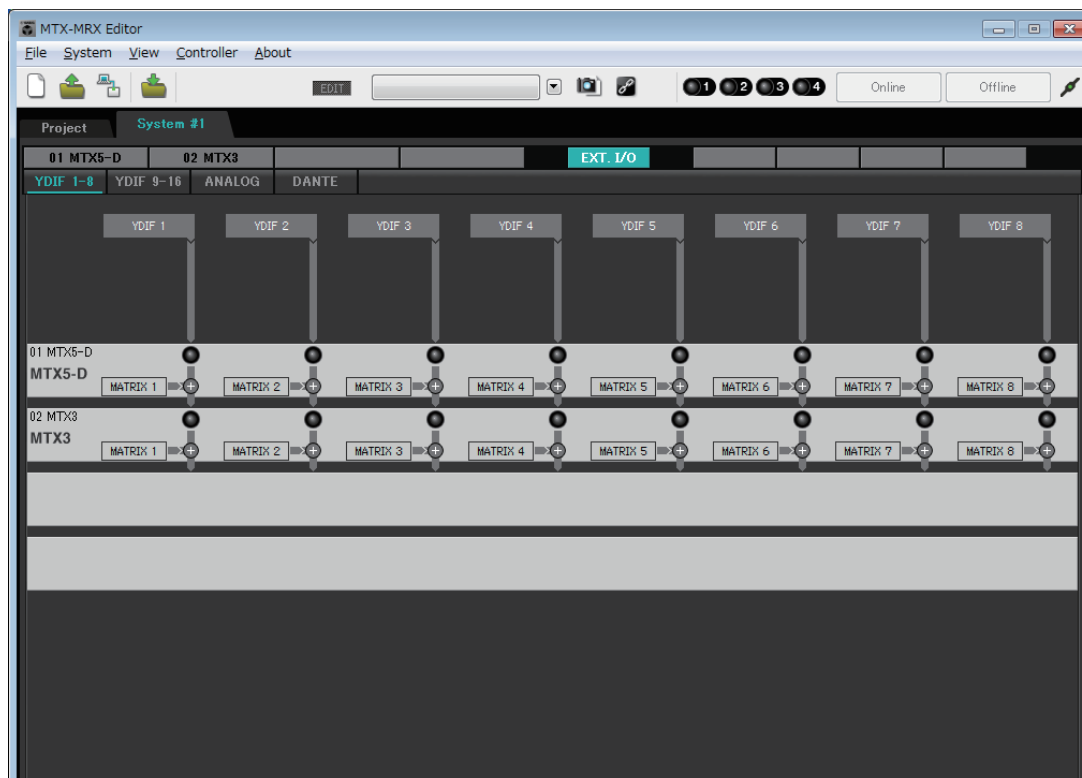 MTX-MRX Editor
File System View Controller About
EDIT 1 2 3 4 Online Offline
Project System #1
01 MTX5-D 02 MTX3 EXT. I/O
YDIF 1-8 YDIF 9-16 ANALOG DANTE
YDIF 1 YDIF 2 YDIF 3 YDIF 4 YDIF 5 YDIF 6 YDIF 7 YDIF 8
01 MTX5-D
MTX5-D
MATRIX 1 MATRIX 2 MATRIX 3 MATRIX 4 MATRIX 5 MATRIX 6 MATRIX 7 MATRIX 8
02 MTX3
MTX3
MATRIX 1 MATRIX 2 MATRIX 3 MATRIX 4 MATRIX 5 MATRIX 6 MATRIX 7 MATRIX 8